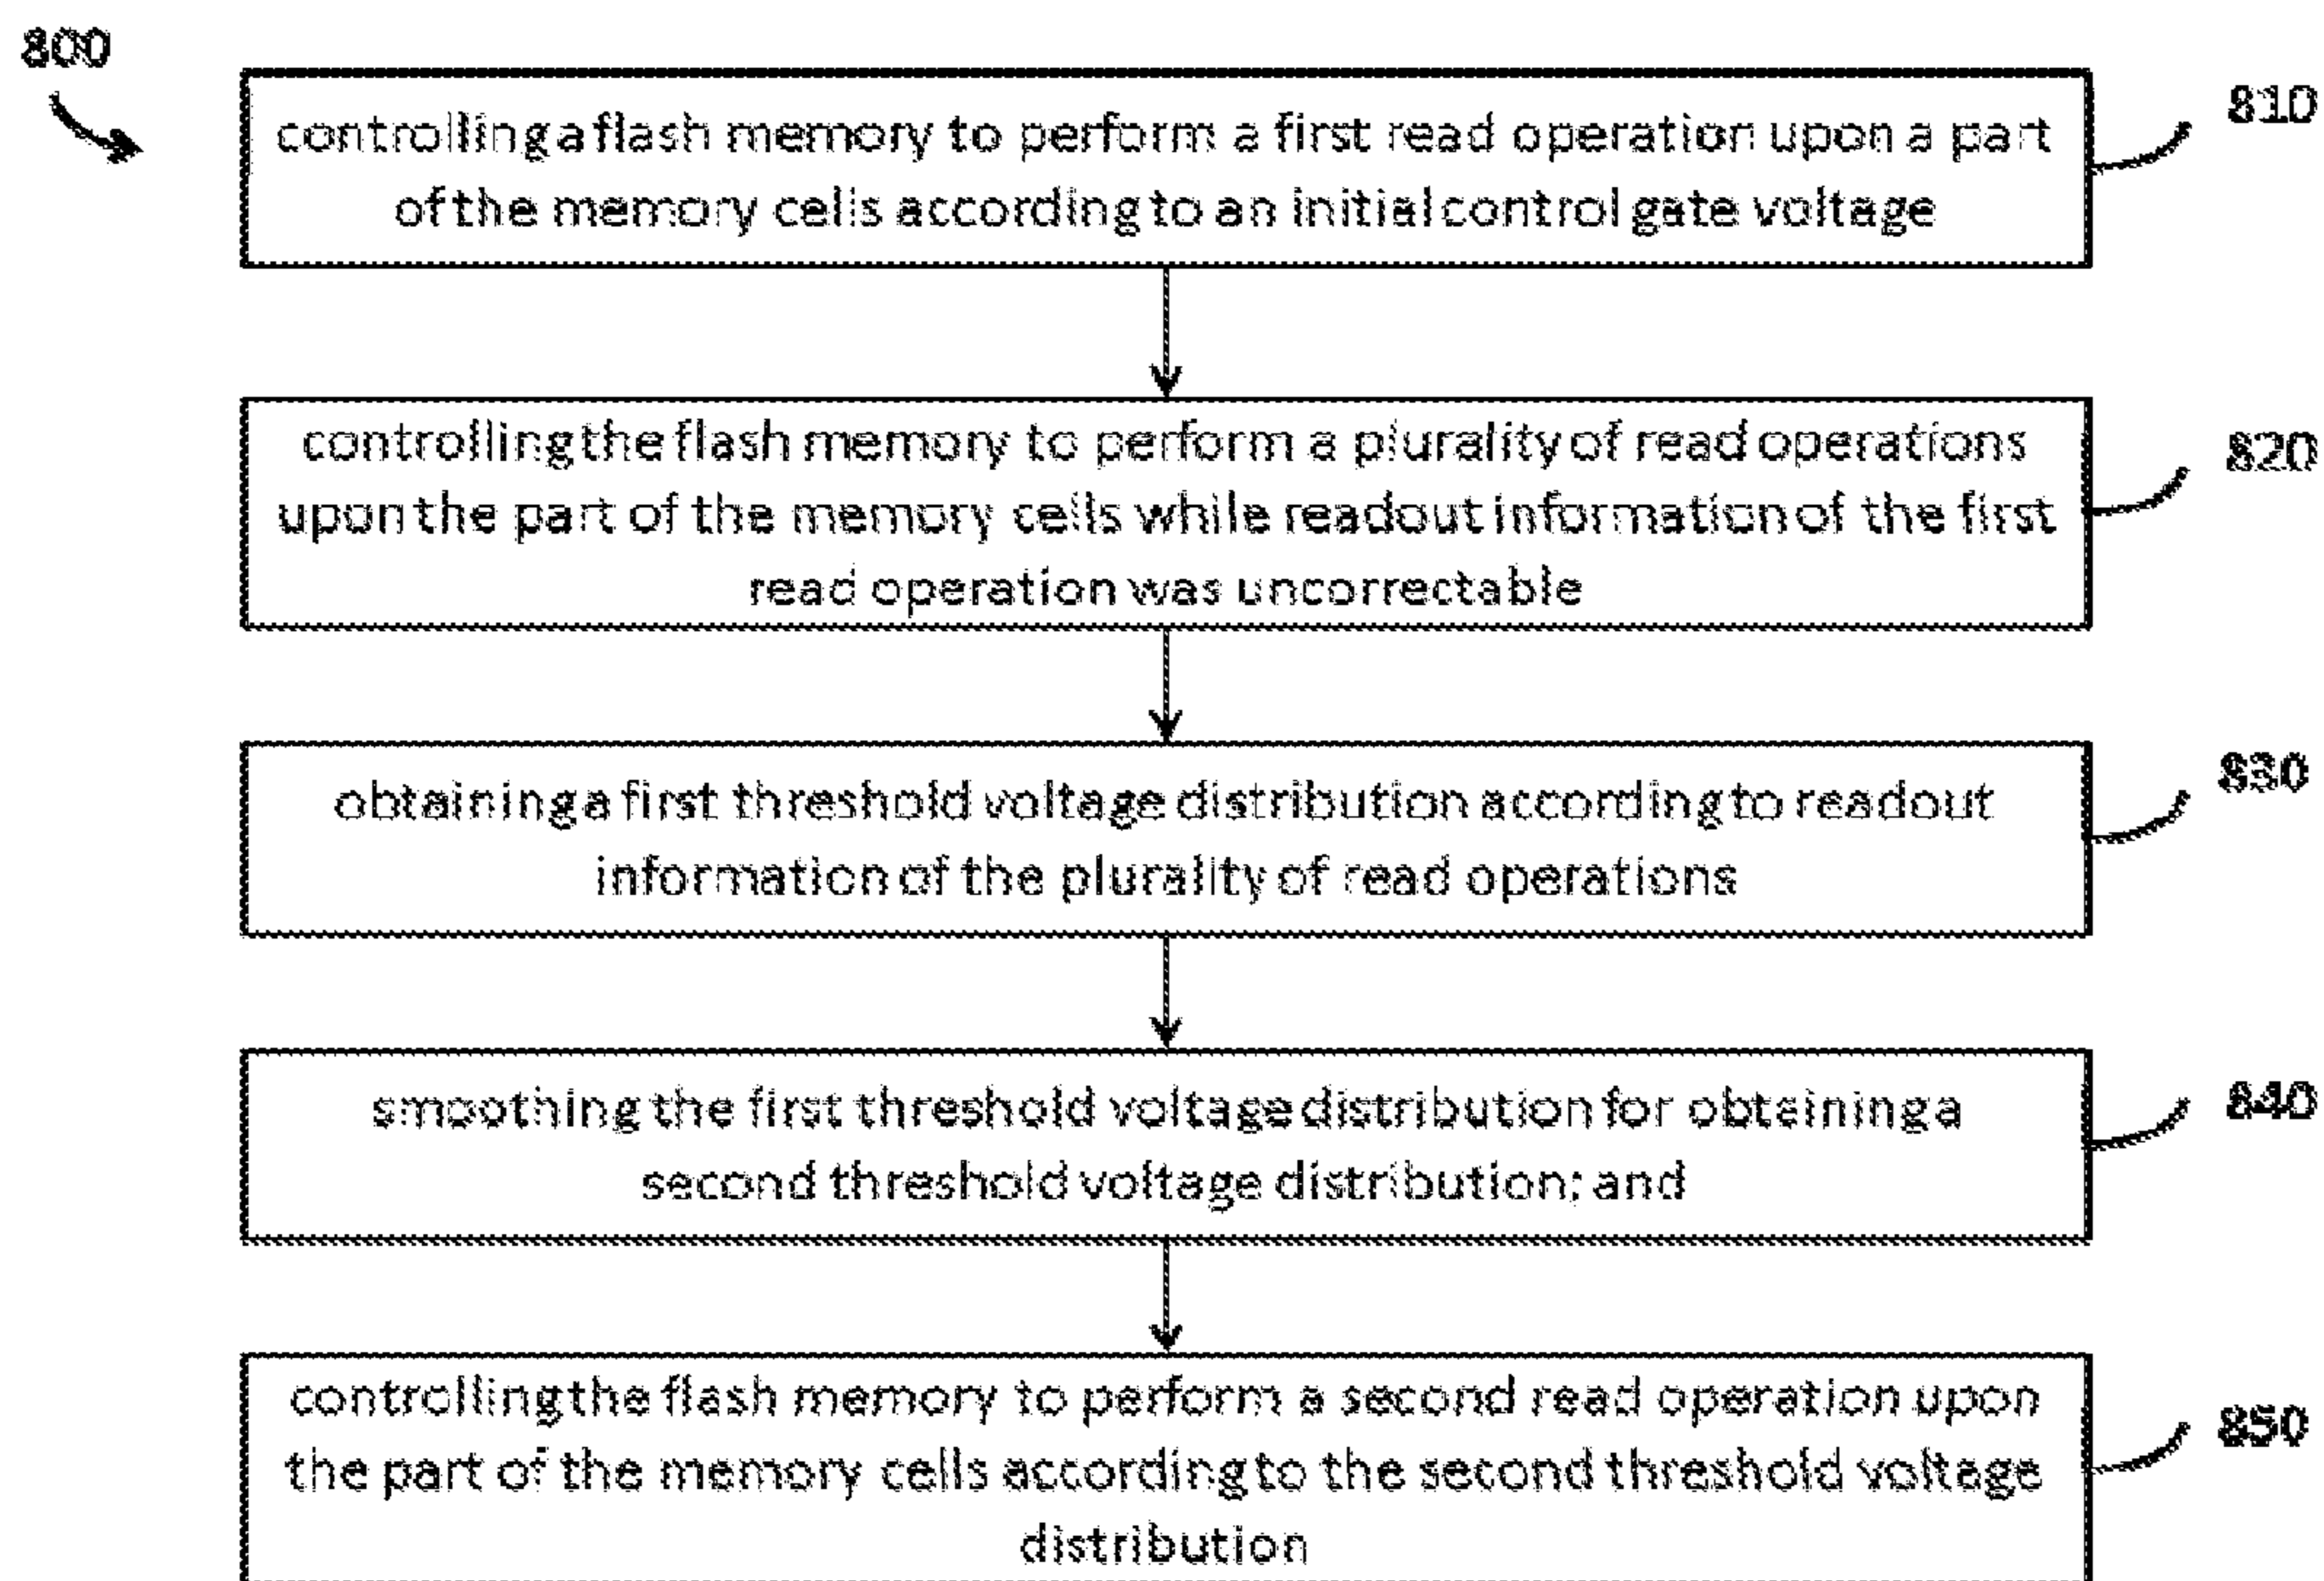 800
controlling a flash memory to perform a first read operation upon a part
of the memory cells according to an initial control gate voltage
810
controlling the flash memory to perform a plurality of read operations
upon the part of the memory cells while readout information of the first
read operation was uncorrectable
820
obtaining a first threshold voltage distribution according to readout
information of the plurality of read operations
830
smoothing the first threshold voltage distribution for obtaining a
second threshold voltage distribution; and
840
controlling the flash memory to perform a second read operation upon
the part of the memory cells according to the second threshold voltage
distribution
850